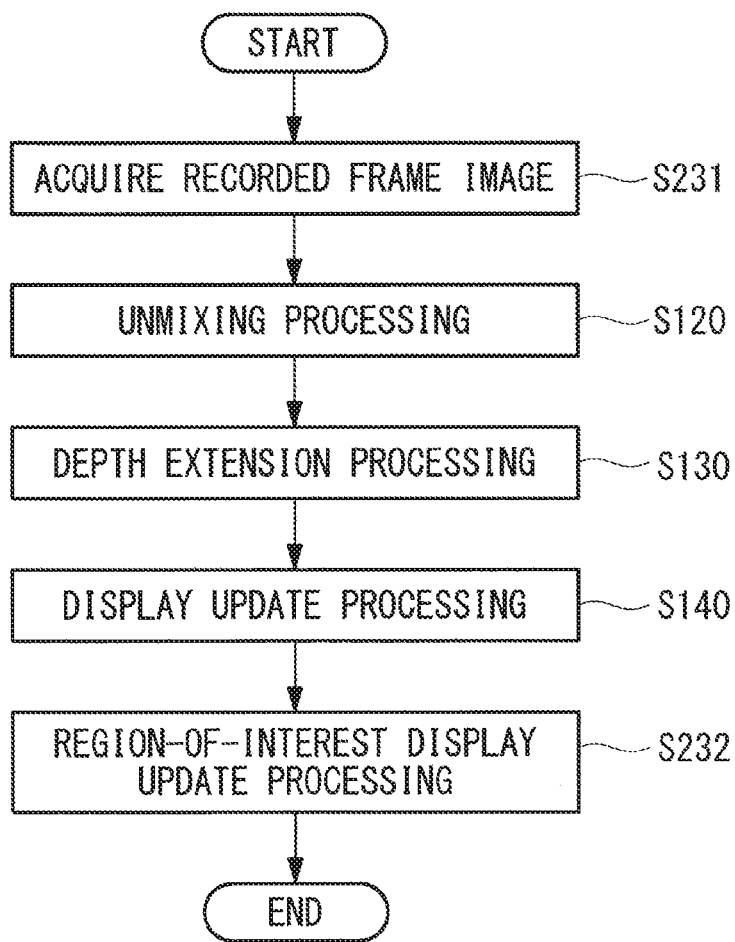 START
ACQUIRE RECORDED FRAME IMAGE
S231
UNMIXING PROCESSING
S120
DEPTH EXTENSION PROCESSING
S130
DISPLAY UPDATE PROCESSING
S140
REGION-OF-INTEREST DISPLAY
UPDATE PROCESSING
S232
END